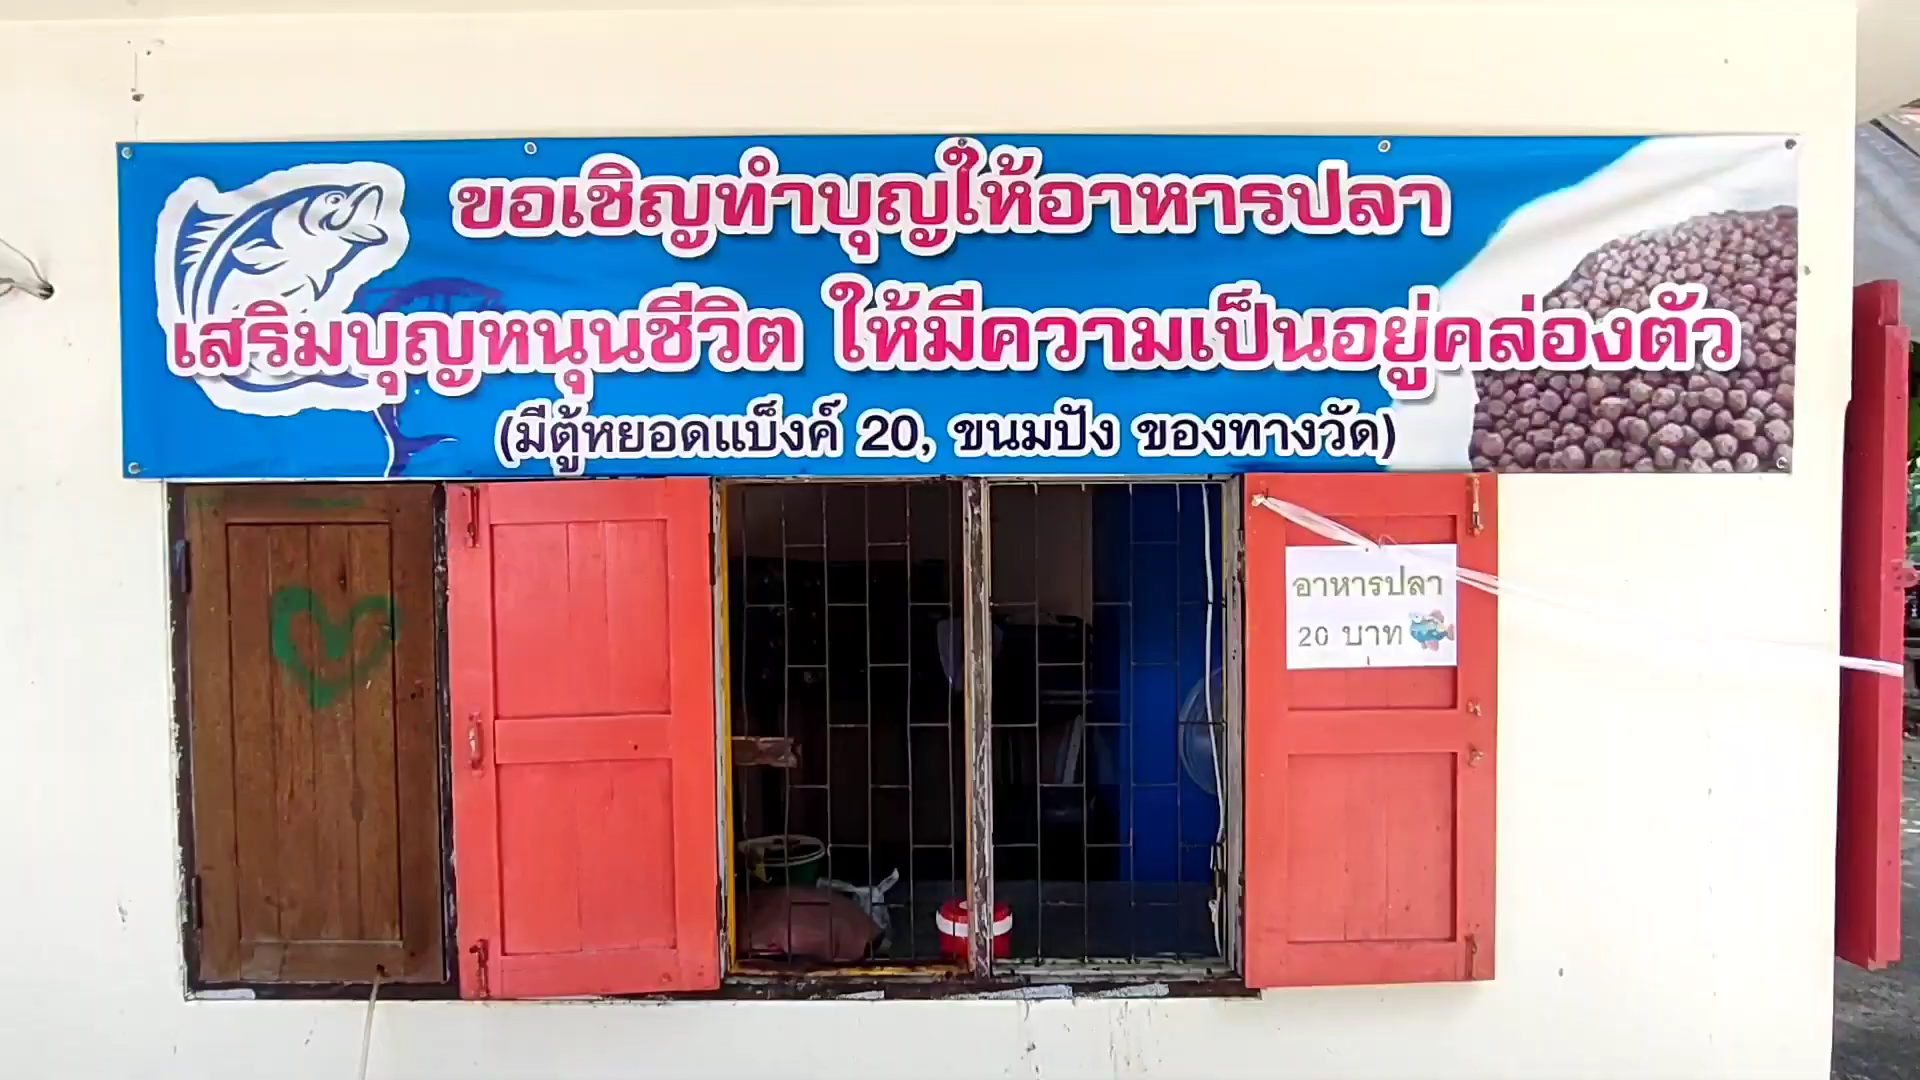 ขอเชิญทำบุญให้อาหารปลา
เสริมบุญหนุนชีวิต ให้มีความเป็นอยู่คล่องตัว
(มีตู้หยอดแบ็งค์ 20, ขนมปัง ของทางวัด)
อาหารปลา
20 บาท